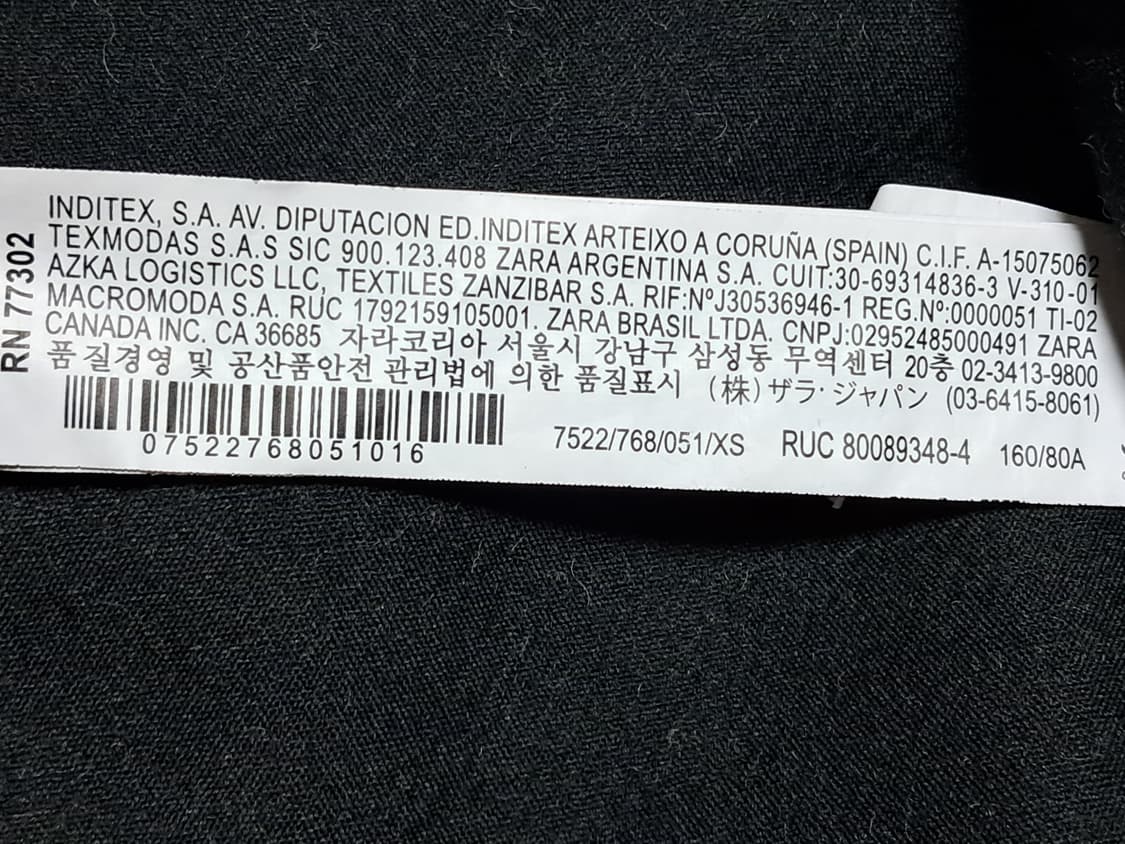 RN 77302
INDITEX, S.A. AV. DIPUTACION ED.INDITEX ARTEIXO A CORUÑA (SPAIN) C.I.F. A-15075062
TEXMODAS S.A.S SIC 900.123.408 ZARA ARGENTINA S.A. CUIT:30-69314836-3 V-310-01
AZKA LOGISTICS LLC, TEXTILES ZANZIBAR S.A. RIF:NºJ30536946-1 REG.Nº:0000051 TI-02
MACROMODA S.A. RUC 1792159105001. ZARA BRASIL LTDA. CNPJ:02952485000491 ZARA
CANADA INC. CA 36685 자라코리아 서울시 강남구 삼성동 무역센터 20층 02-3413-9800
품질경영 및 공산품안전 관리법에 의한 품질표시 (株) ザラ・ジャパン (03-6415-8061)
07522768051016 7522/768/051/XS RUC 80089348-4 160/80A